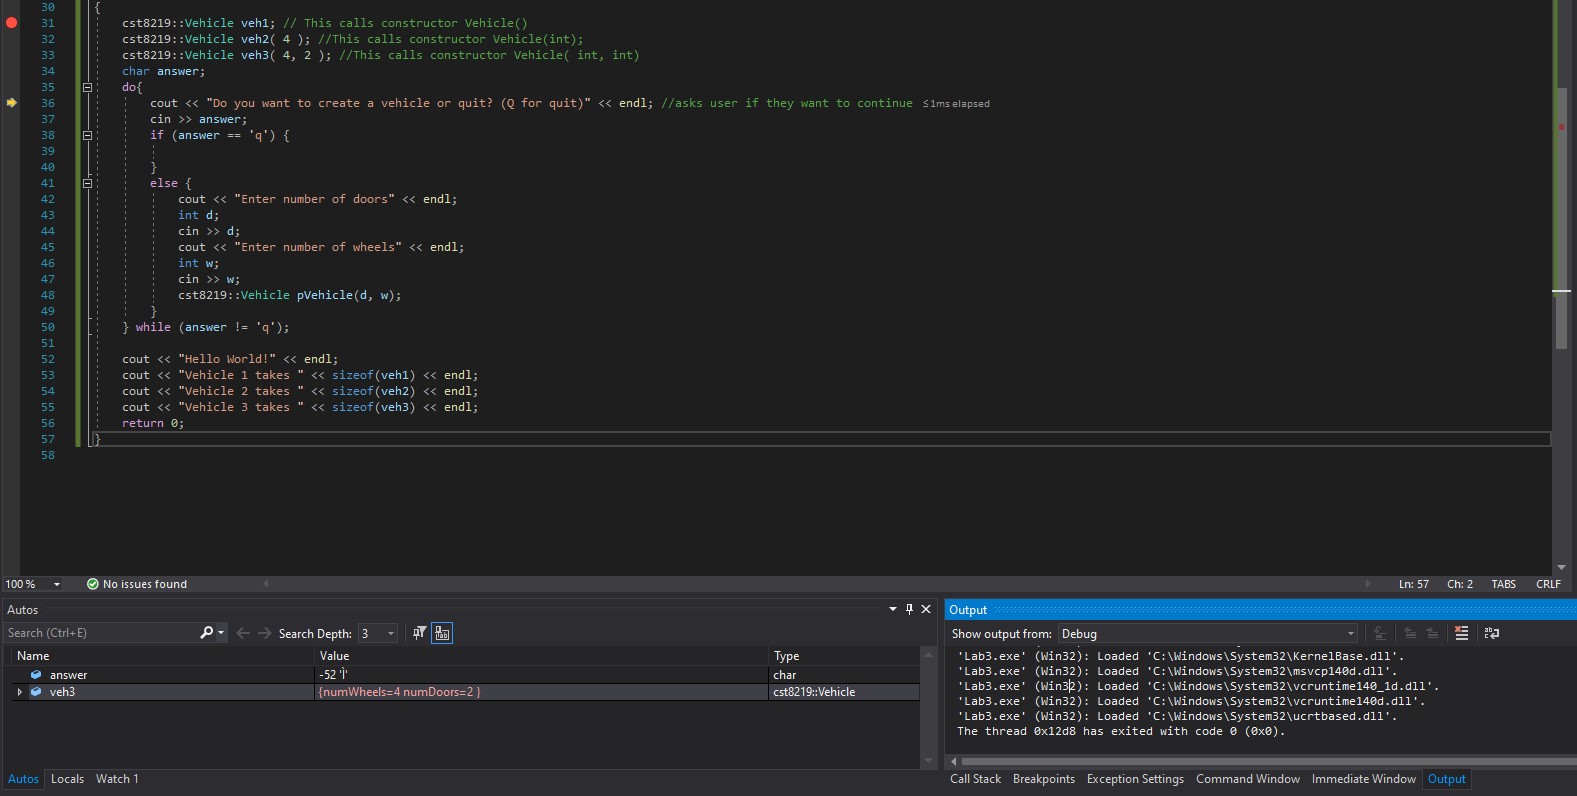 30 {
31 cst8219::Vehicle veh1; // This calls constructor Vehicle()
32 cst8219::Vehicle veh2( 4 ); //This calls constructor Vehicle(int);
33 cst8219::Vehicle veh3( 4, 2 ); //This calls constructor Vehicle( int, int)
34 char answer;
35 do{
36 cout << "Do you want to create a vehicle or quit? (Q for quit)" << endl; //asks user if they want to continue ≤1ms elapsed
37 cin >> answer;
38 if (answer == 'q') {
39
40 }
41 else {
42 cout << "Enter number of doors" << endl;
43 int d;
44 cin >> d;
45 cout << "Enter number of wheels" << endl;
46 int w;
47 cin >> w;
48 cst8219::Vehicle pVehicle(d, w);
49 }
50 } while (answer != 'q');
51
52 cout << "Hello World!" << endl;
53 cout << "Vehicle 1 takes " << sizeof(veh1) << endl;
54 cout << "Vehicle 2 takes " << sizeof(veh2) << endl;
55 cout << "Vehicle 3 takes " << sizeof(veh3) << endl;
56 return 0;
57 }
58
100 % No issues found Ln: 57 Ch: 2 TABS CRLF
Autos
Search (Ctrl+E) Search Depth: 3
Name Value Type
answer -52 'Ì' char
veh3 {numWheels=4 numDoors=2 } cst8219::Vehicle
Autos Locals Watch 1
Output
Show output from: Debug
'Lab3.exe' (Win32): Loaded 'C:\Windows\System32\KernelBase.dll'.
'Lab3.exe' (Win32): Loaded 'C:\Windows\System32\msvcp140d.dll'.
'Lab3.exe' (Win32): Loaded 'C:\Windows\System32\vcruntime140_1d.dll'.
'Lab3.exe' (Win32): Loaded 'C:\Windows\System32\vcruntime140d.dll'.
'Lab3.exe' (Win32): Loaded 'C:\Windows\System32\ucrtbased.dll'.
The thread 0x12d8 has exited with code 0 (0x0).
Call Stack Breakpoints Exception Settings Command Window Immediate Window Output